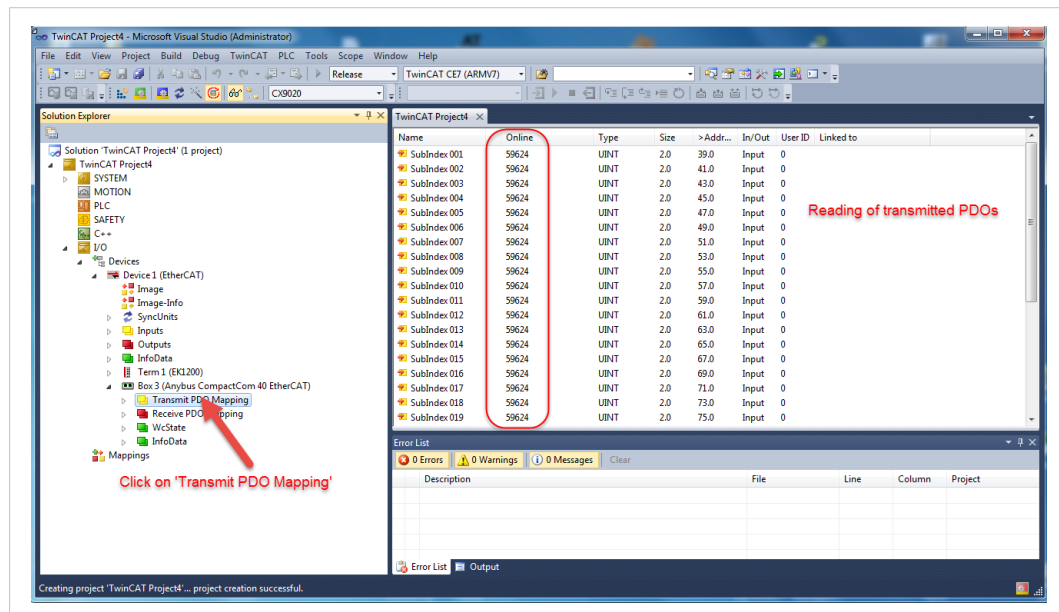 TwinCAT Project4 - Microsoft Visual Studio (Administrator)
File Edit View Project Build Debug TwinCAT PLC Tools Scope Window Help
Release TwinCAT CE7 (ARMV7)
CX9020
Solution Explorer
TwinCAT Project4
Solution 'TwinCAT Project4' (1 project)
TwinCAT Project4
SYSTEM
MOTION
PLC
SAFETY
C++
I/O
Devices
Device 1 (EtherCAT)
Image
Image-Info
SyncUnits
Inputs
Outputs
InfoData
Term 1 (EK1200)
Box 3 (Anybus CompactCom 40 EtherCAT)
Transmit PDO Mapping
Receive PDO Mapping
WcState
InfoData
Mappings
Click on 'Transmit PDO Mapping'
Name Online Type Size >Addr... In/Out User ID Linked to
SubIndex 001 59624 UINT 2.0 39.0 Input 0
SubIndex 002 59624 UINT 2.0 41.0 Input 0
SubIndex 003 59624 UINT 2.0 43.0 Input 0
SubIndex 004 59624 UINT 2.0 45.0 Input 0
SubIndex 005 59624 UINT 2.0 47.0 Input 0
SubIndex 006 59624 UINT 2.0 49.0 Input 0
SubIndex 007 59624 UINT 2.0 51.0 Input 0
SubIndex 008 59624 UINT 2.0 53.0 Input 0
SubIndex 009 59624 UINT 2.0 55.0 Input 0
SubIndex 010 59624 UINT 2.0 57.0 Input 0
SubIndex 011 59624 UINT 2.0 59.0 Input 0
SubIndex 012 59624 UINT 2.0 61.0 Input 0
SubIndex 013 59624 UINT 2.0 63.0 Input 0
SubIndex 014 59624 UINT 2.0 65.0 Input 0
SubIndex 015 59624 UINT 2.0 67.0 Input 0
SubIndex 016 59624 UINT 2.0 69.0 Input 0
SubIndex 017 59624 UINT 2.0 71.0 Input 0
SubIndex 018 59624 UINT 2.0 73.0 Input 0
SubIndex 019 59624 UINT 2.0 75.0 Input 0
Reading of transmitted PDOs
Error List
0 Errors 0 Warnings 0 Messages Clear
Description File Line Column Project
Error List Output
Creating project 'TwinCAT Project4'... project creation successful.